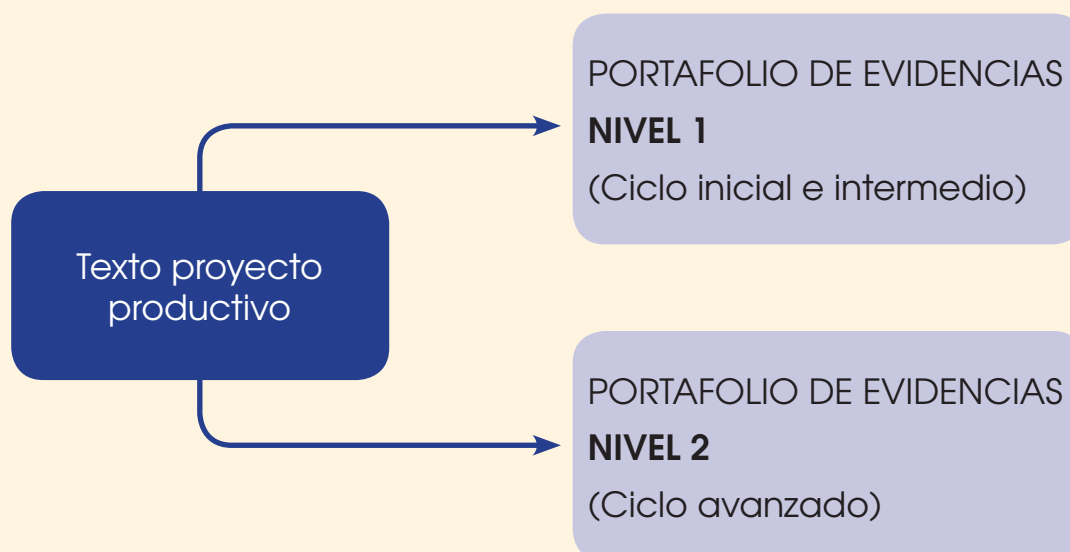 Texto proyecto
productivo
PORTAFOLIO DE EVIDENCIAS
NIVEL 1
(Ciclo inicial e intermedio)
PORTAFOLIO DE EVIDENCIAS
NIVEL 2
(Ciclo avanzado)